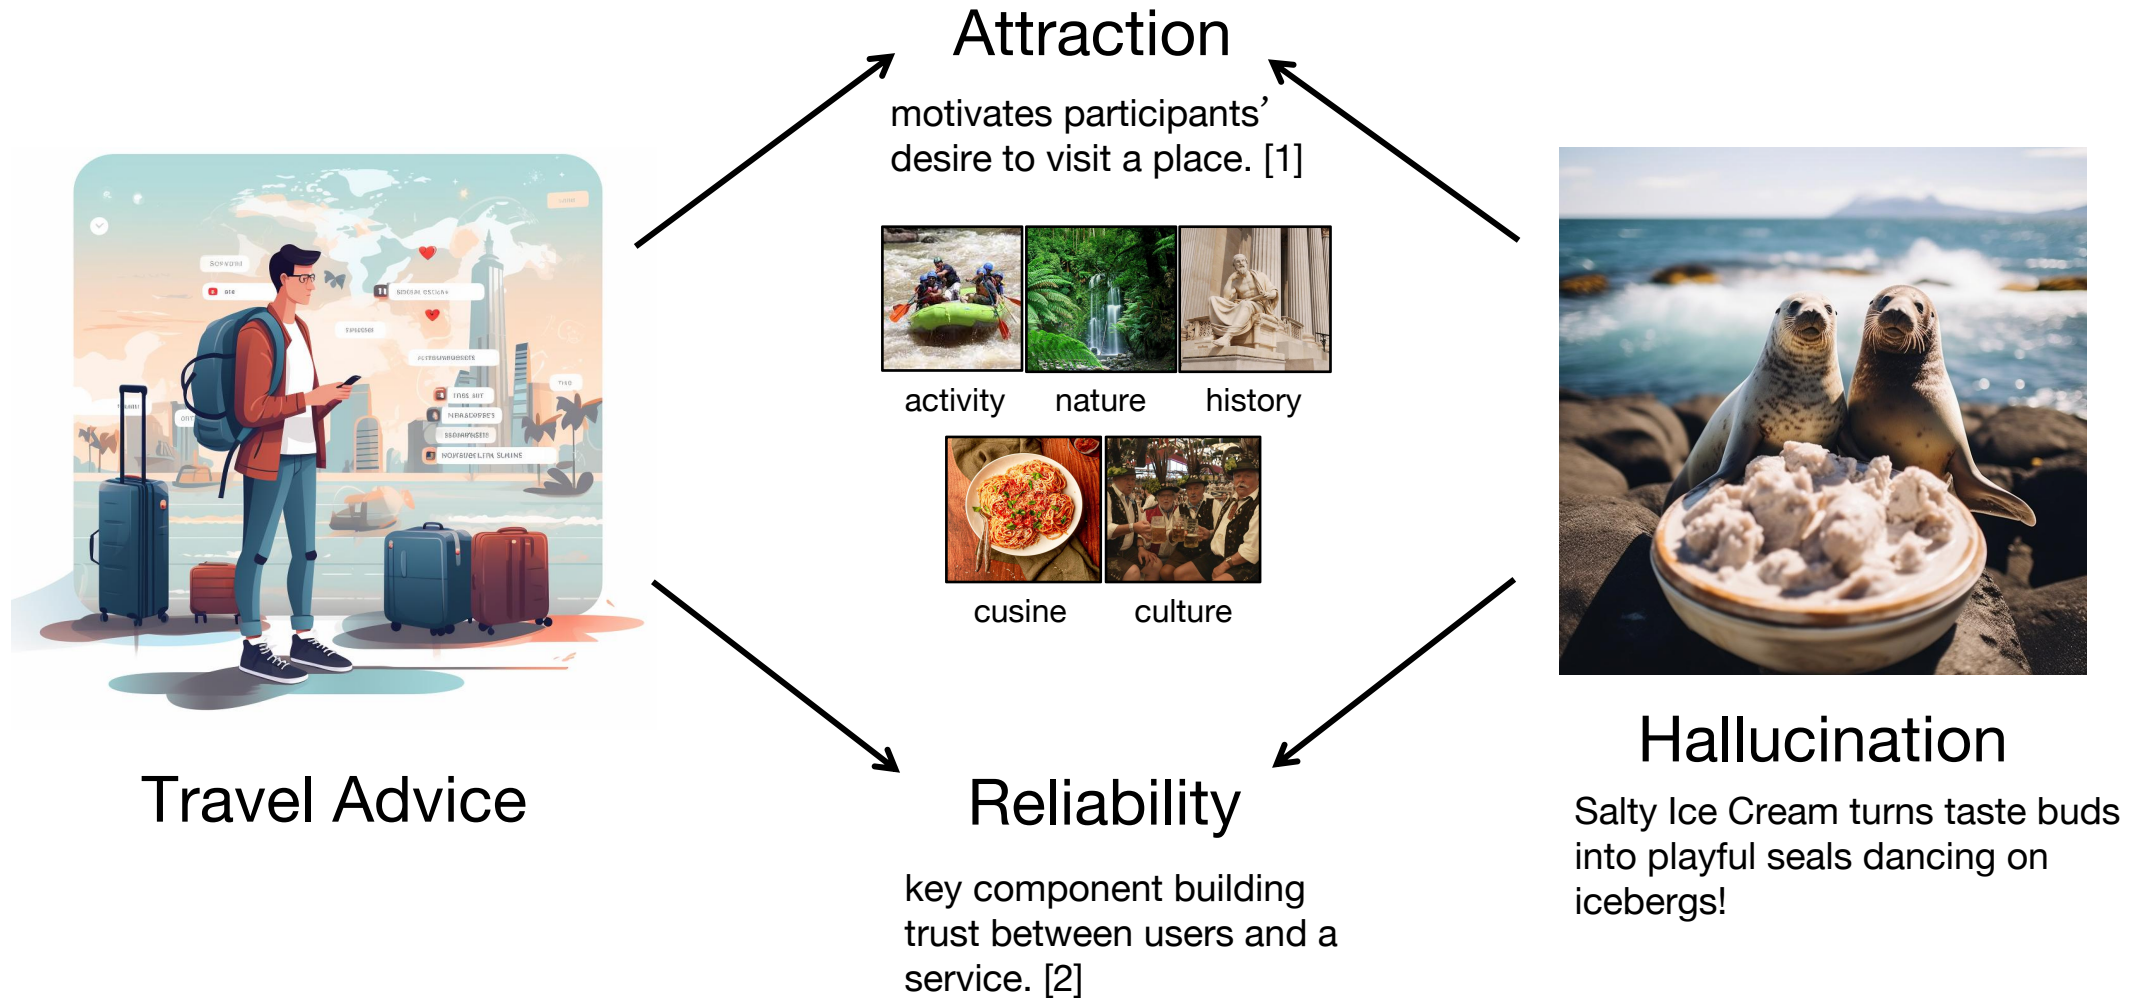 Attraction
motivates participants’
desire to visit a place. [1]
activity
nature
history
cusine
culture
Travel Advice
Reliability
key component building
trust between users and a
service. [2]
Hallucination
Salty Ice Cream turns taste buds
into playful seals dancing on
icebergs!